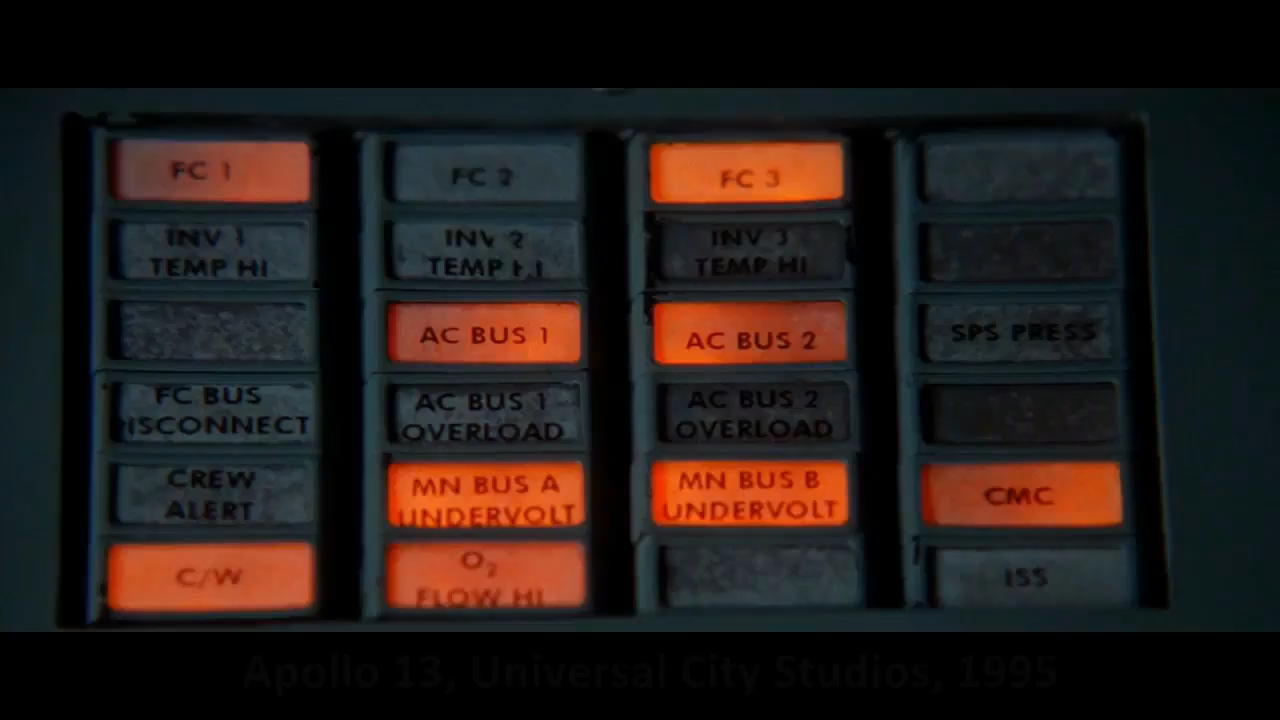 FC 1
FC 2
FC 3
INV 1
TEMP HI
INV 2
TEMP HI
INV 3
TEMP HI
AC BUS 1
AC BUS 2
SPS PRESS
FC BUS
ISCONNECT
AC BUS 1
OVERLOAD
AC BUS 2
OVERLOAD
CREW
ALERT
MN BUS A
UNDERVOLT
MN BUS B
UNDERVOLT
CMC
C/W
O₂
FLOW HI
ISS
Apollo 13, Universal City Studios, 1995